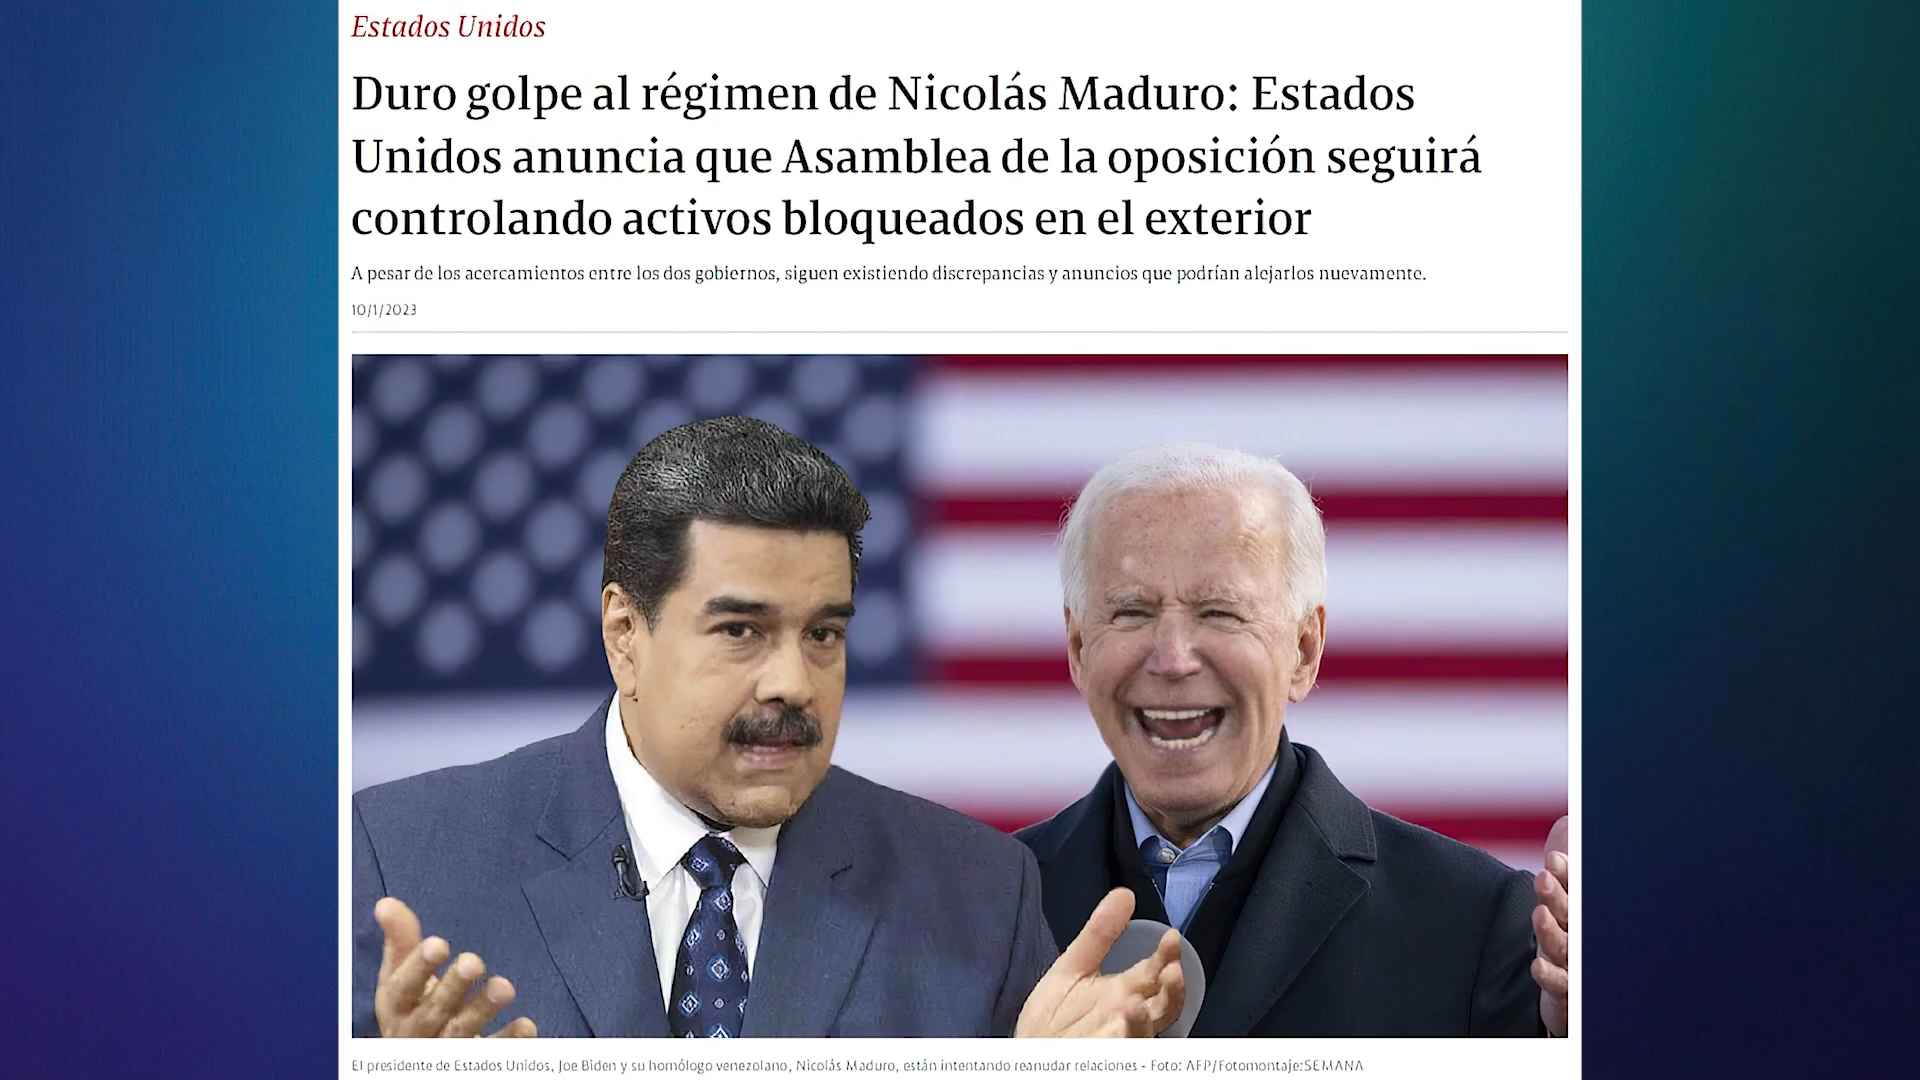 Estados Unidos
Duro golpe al régimen de Nicolás Maduro: Estados
Unidos anuncia que Asamblea de la oposición seguirá
controlando activos bloqueados en el exterior
A pesar de los acercamientos entre los dos gobiernos, siguen existiendo discrepancias y anuncios que podrían alejarlos nuevamente.
10/1/2023
El presidente de Estados Unidos, Joe Biden y su homólogo venezolano, Nicolás Maduro, están intentando reanudar relaciones - Foto: AFP/Fotomontaje:SEMANA